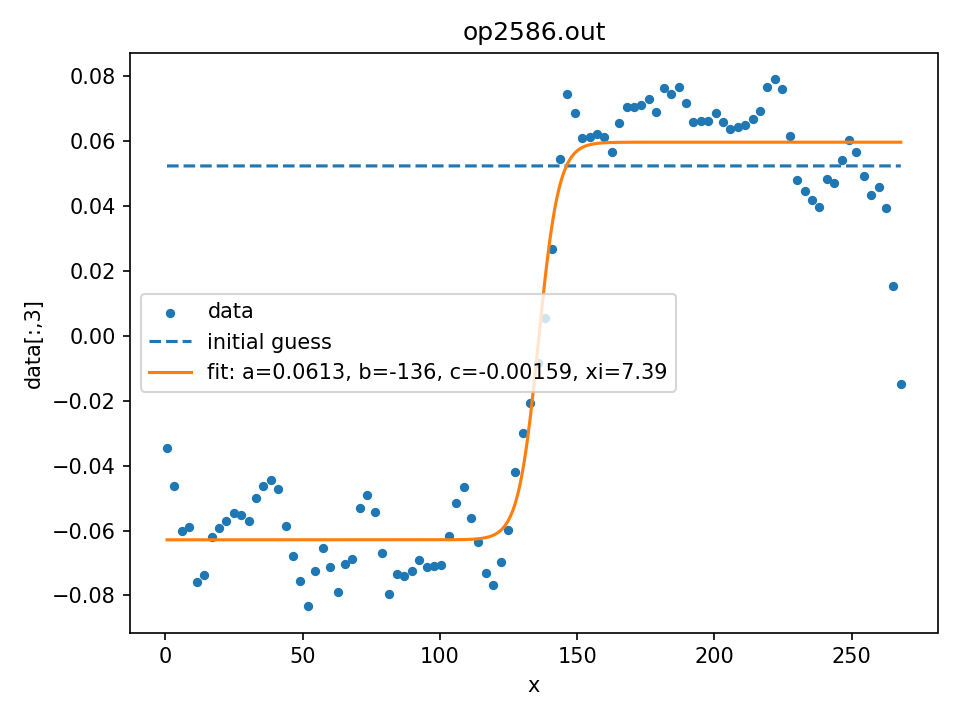 op2586.out
0.08
0.06
0.04
0.02
0.00
−0.02
−0.04
−0.06
−0.08
data[:,3]
data
initial guess
fit: a=0.0613, b=-136, c=-0.00159, xi=7.39
0 50 100 150 200 250
x